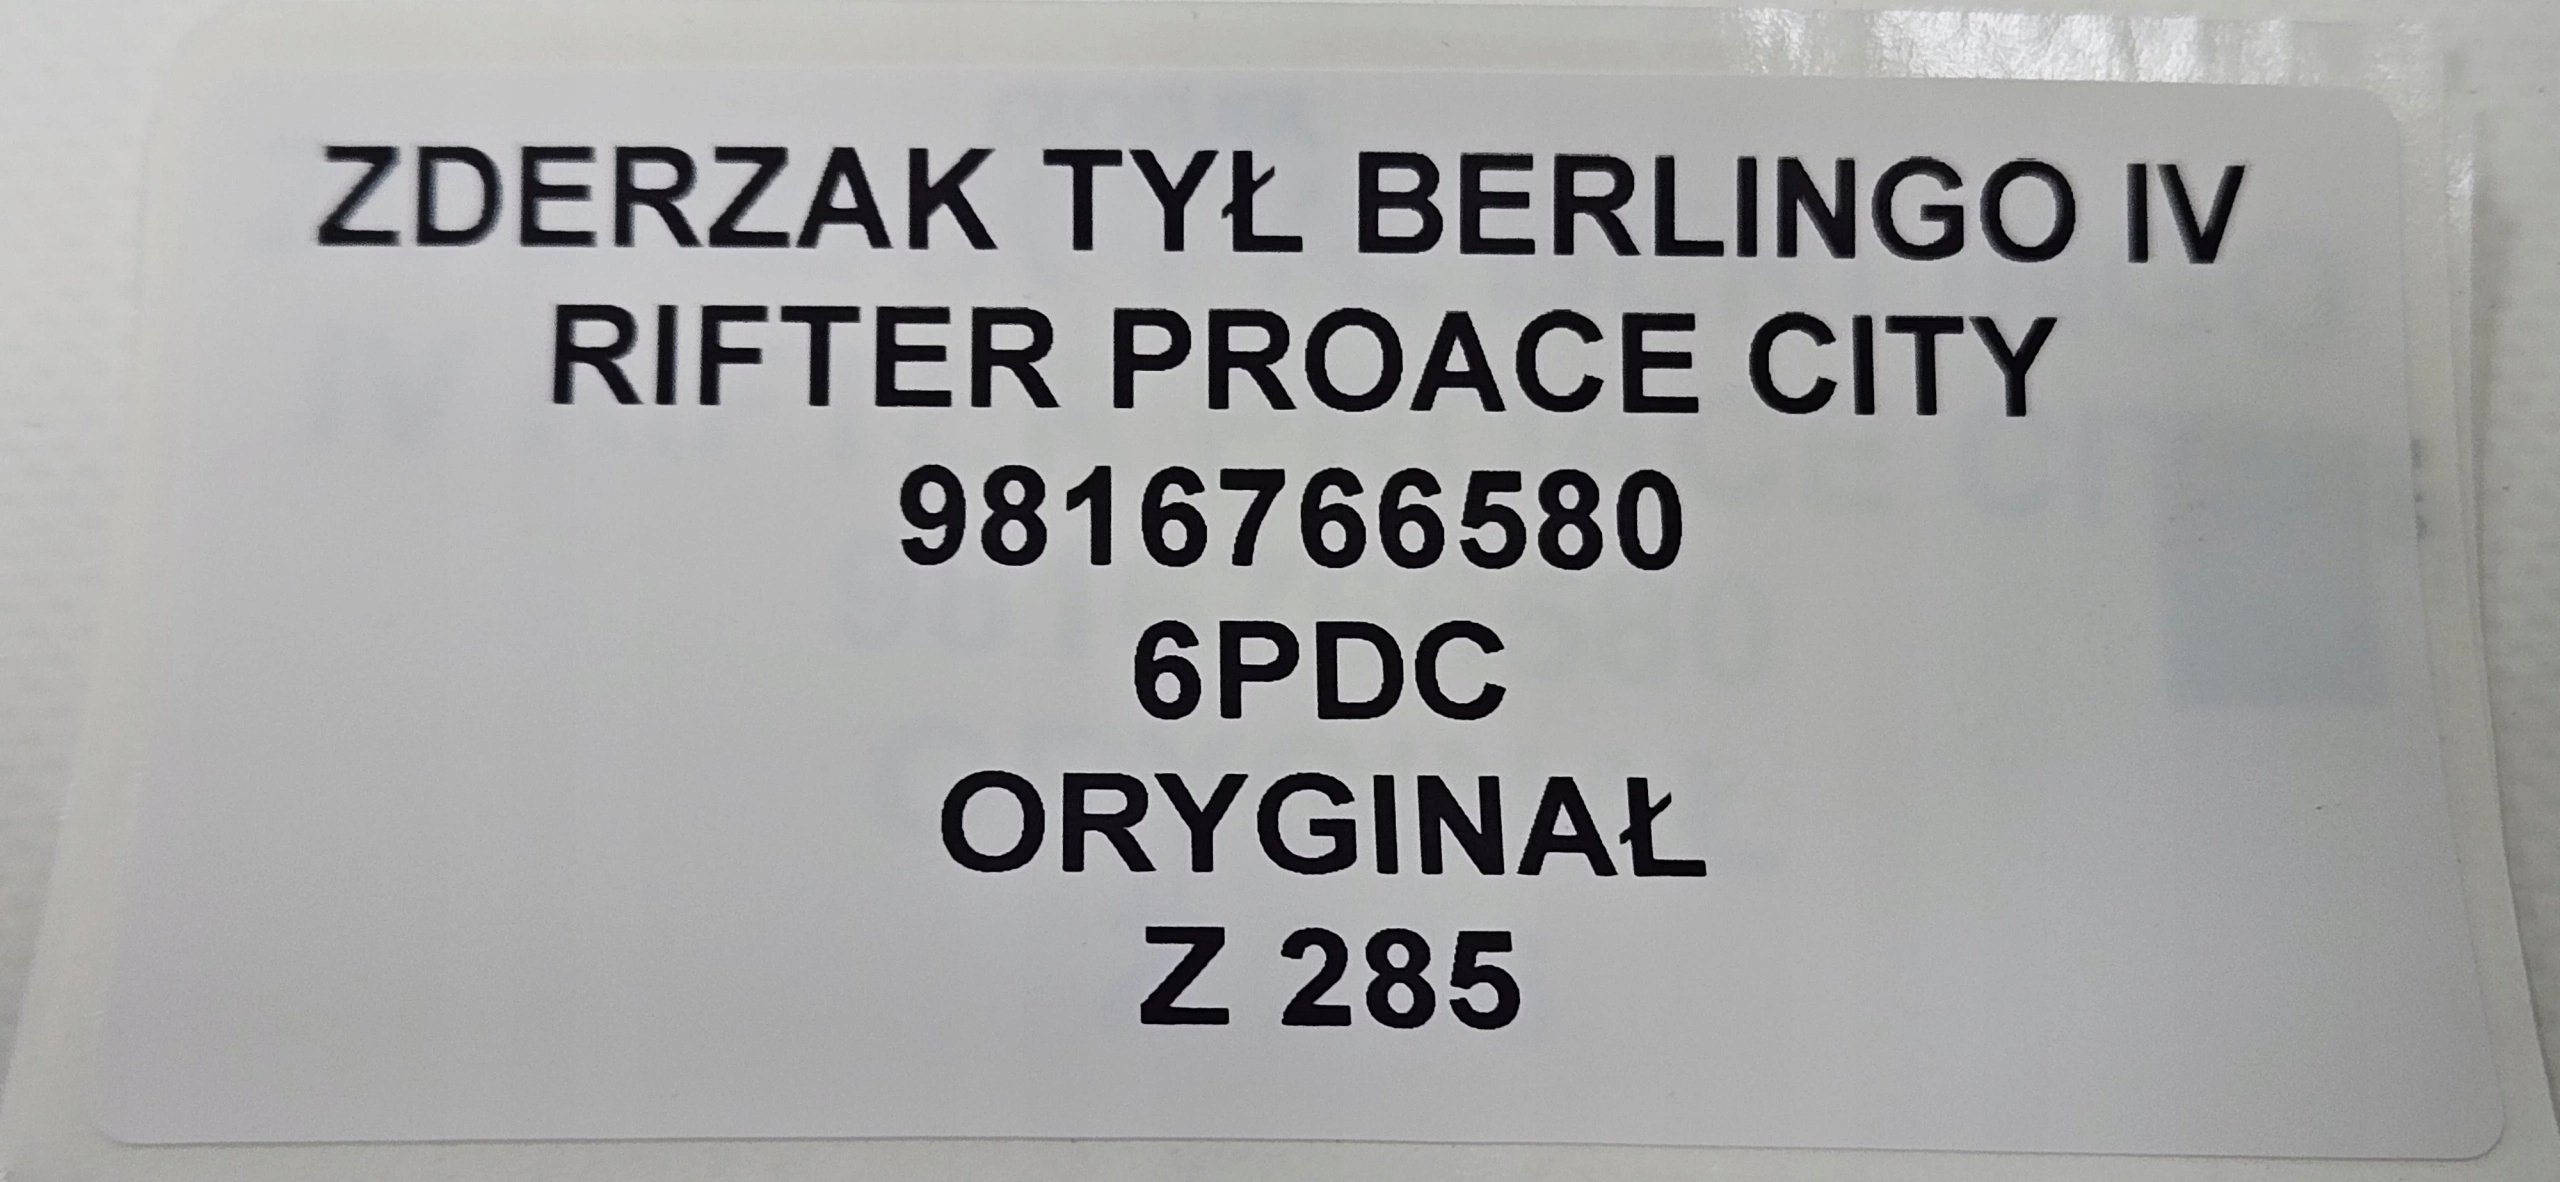 ZDERZAK TYŁ BERLINGO IV
RIFTER PROACE CITY
9816766580
6PDC
ORYGINAŁ
Z 285